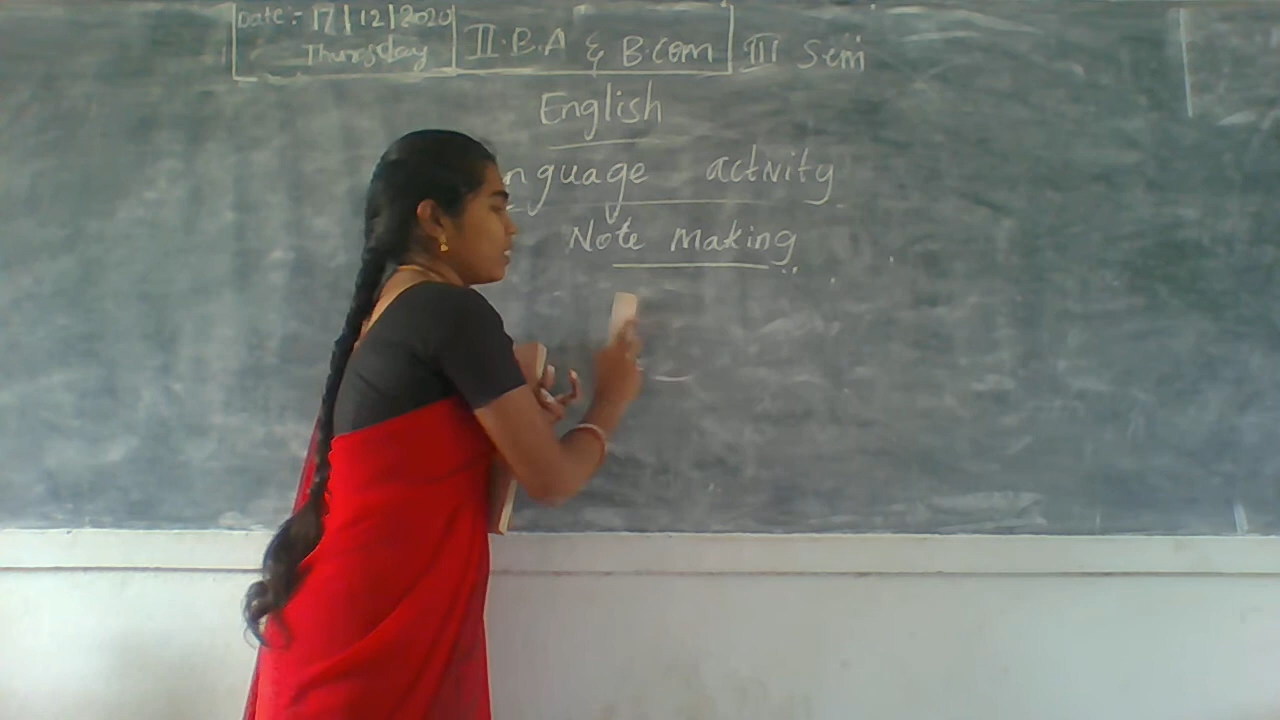 Date:- 17/12/2020 II.B.A & B.com III Sem
Thursday
English
nguage activity
Note making